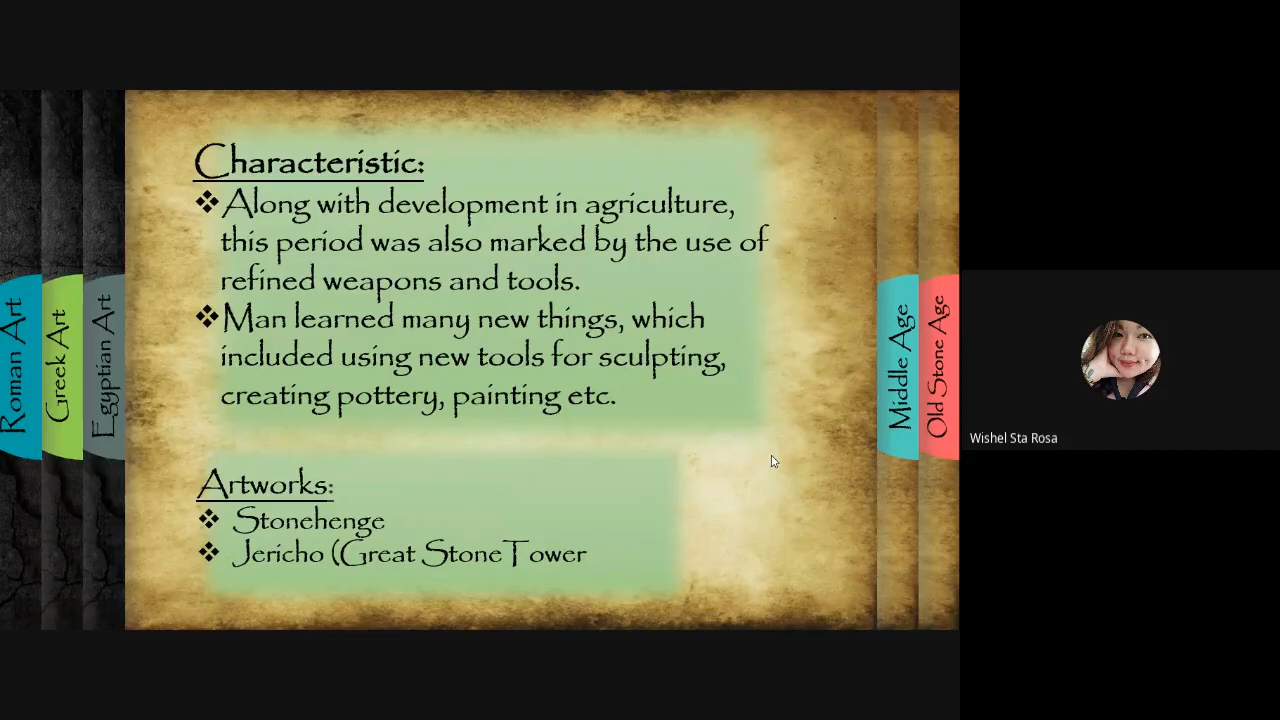 Characteristic:
❖Along with development in agriculture,
this period was also marked by the use of
refined weapons and tools.
❖Man learned many new things, which
included using new tools for sculpting,
creating pottery, painting etc.
Artworks:
❖ Stonehenge
❖ Jericho (Great Stone Tower
Roman Art
Greek Art
Egyptian Art
Middle Age
Old Stone Age
Wishel Sta Rosa